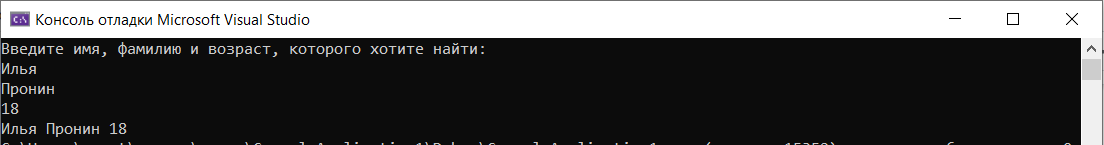 Консоль отладки Microsoft Visual Studio
Введите имя, фамилию и возраст, которого хотите найти:
Илья
Пронин
18
Илья Пронин 18